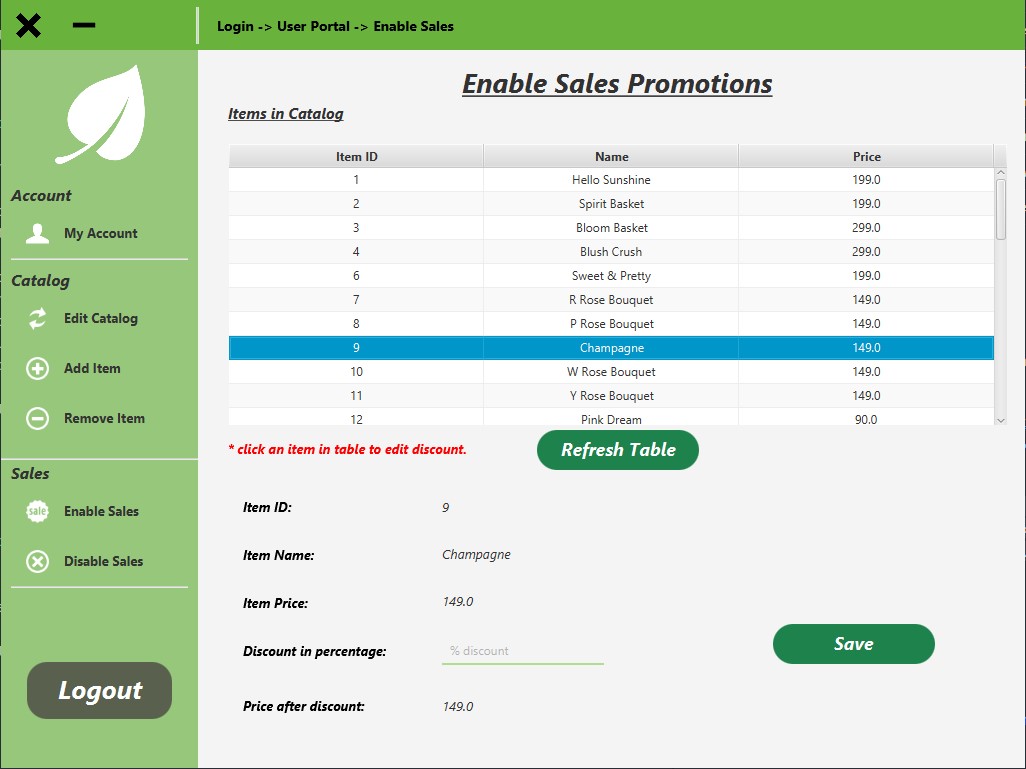 Login -> User Portal -> Enable Sales
Enable Sales Promotions
Items in Catalog
Item ID Name Price
1 Hello Sunshine 199.0
2 Spirit Basket 199.0
3 Bloom Basket 299.0
4 Blush Crush 299.0
6 Sweet & Pretty 199.0
7 R Rose Bouquet 149.0
8 P Rose Bouquet 149.0
9 Champagne 149.0
10 W Rose Bouquet 149.0
11 Y Rose Bouquet 149.0
12 Pink Dream 90.0
* click an item in table to edit discount.
Refresh Table
Item ID: 9
Item Name: Champagne
Item Price: 149.0
Discount in percentage: % discount
Save
Price after discount: 149.0
Account
My Account
Catalog
Edit Catalog
Add Item
Remove Item
Sales
sale Enable Sales
Disable Sales
Logout